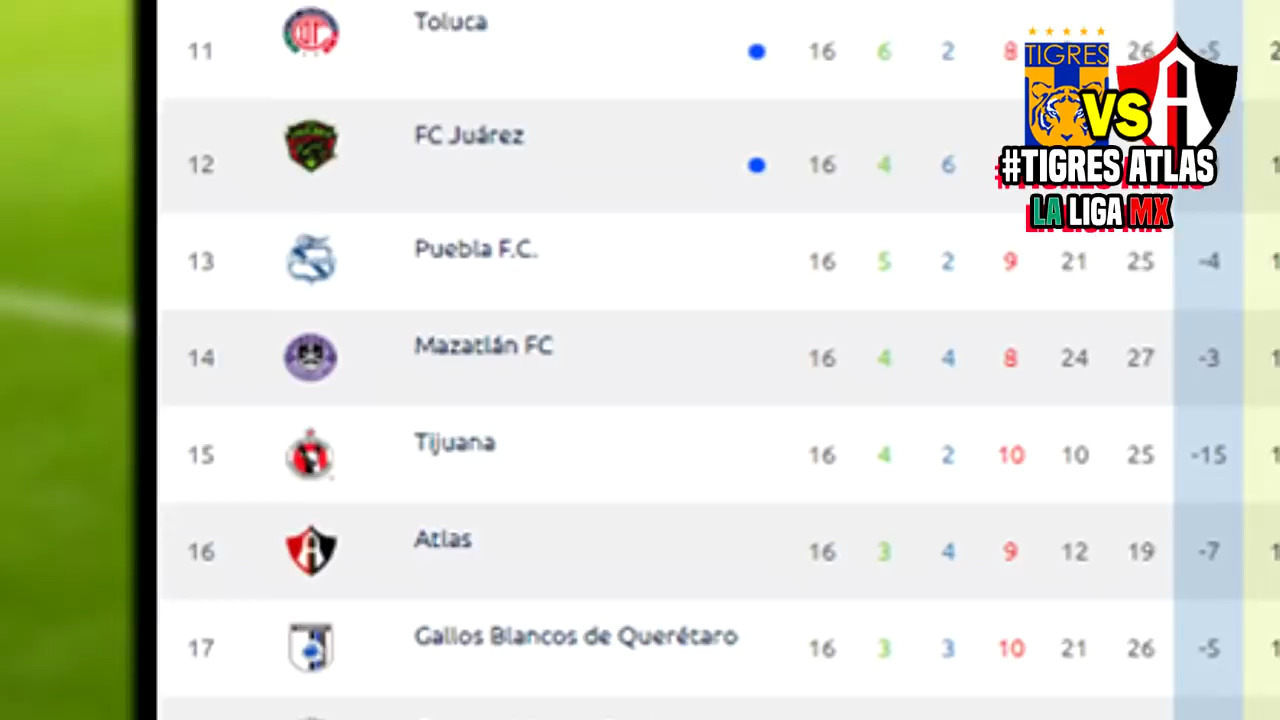 11 Toluca 16 6 2 8 26 -5
12 FC Juárez 16 4 6
13 Puebla F.C. 16 5 2 9 21 25 -4
14 Mazatlán FC 16 4 4 8 24 27 -3
15 Tijuana 16 4 2 10 10 25 -15
16 Atlas 16 3 4 9 12 19 -7
17 Gallos Blancos de Querétaro 16 3 3 10 21 26 -5
TIGRES
VS
#TIGRES ATLAS
LA LIGA MX